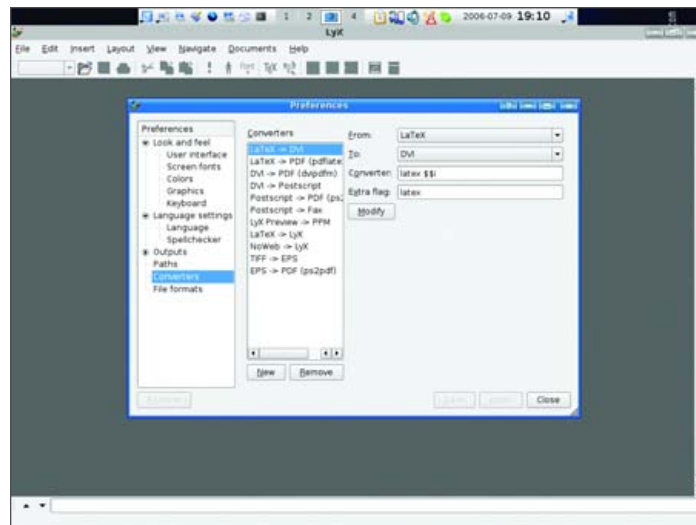 1 2 4 2006-07-09 19:10
LyX
File Edit Insert Layout View Navigate Documents Help
Preferences
Preferences
Look and feel
User interface
Screen fonts
Colors
Graphics
Keyboard
Language settings
Language
Spellchecker
Outputs
Paths
Converters
File formats
Converters
LaTeX -> DVI
LaTeX -> PDF (pdflate
DVI -> PDF (dvipdfm)
DVI -> Postscript
Postscript -> PDF (ps2
Postscript -> Fax
LyX Preview -> PPM
LaTeX -> LyX
NoWeb -> LyX
TIFF -> EPS
EPS -> PDF (ps2pdf)
New Remove
From: LaTeX
To: DVI
Converter: latex $$i
Extra flag: latex
Modify
Close